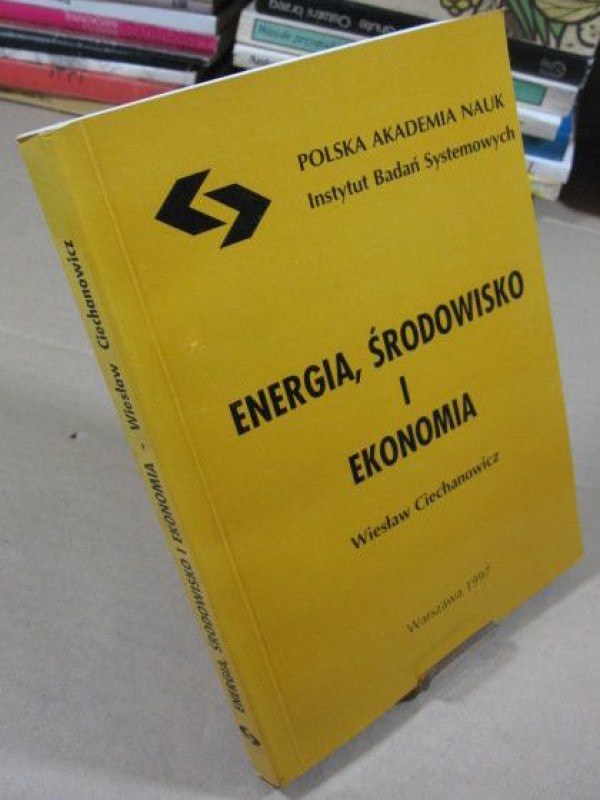 POLSKA AKADEMIA NAUK
Instytut Badań Systemowych
ENERGIA, ŚRODOWISKO
I
EKONOMIA
Wiesław Ciechanowicz
Warszawa 1997
ENERGIA, ŚRODOWISKO I EKONOMIA - Wiesław Ciechanowicz